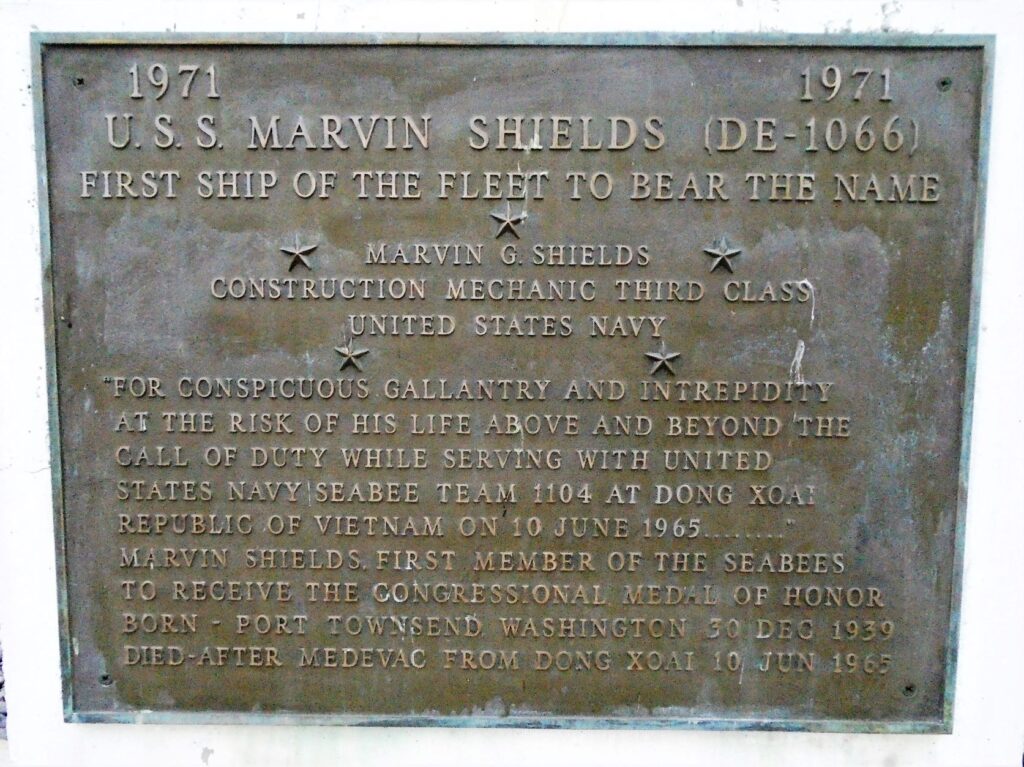 1971 1971
U.S.S. MARVIN SHIELDS (DE-1066)
FIRST SHIP OF THE FLEET TO BEAR THE NAME
MARVIN G. SHIELDS
CONSTRUCTION MECHANIC THIRD CLASS
UNITED STATES NAVY
"FOR CONSPICUOUS GALLANTRY AND INTREPIDITY
AT THE RISK OF HIS LIFE ABOVE AND BEYOND THE
CALL OF DUTY WHILE SERVING WITH UNITED
STATES NAVY SEABEE TEAM 1104 AT DONG XOAI
REPUBLIC OF VIETNAM ON 10 JUNE 1965........"
MARVIN SHIELDS, FIRST MEMBER OF THE SEABEES
TO RECEIVE THE CONGRESSIONAL MEDAL OF HONOR
BORN - PORT TOWNSEND WASHINGTON 30 DEC 1939
DIED-AFTER MEDEVAC FROM DONG XOAI 10 JUN 1965